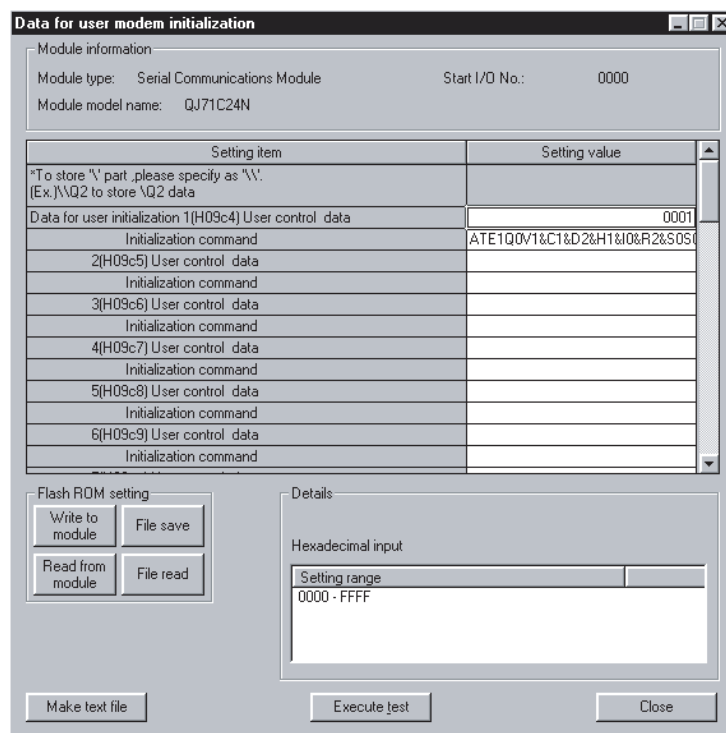 Data for user modem initialization
Module information
Module type: Serial Communications Module Start I/O No.: 0000
Module model name: QJ71C24N
Setting item Setting value
*To store '\' part ,please specify as '\\'.
(Ex.)\\Q2 to store \Q2 data
Data for user initialization 1(H09c4) User control data 0001
Initialization command ATE1Q0V1&C1&D2&H1&I0&R2&S0S0
2(H09c5) User control data
Initialization command
3(H09c6) User control data
Initialization command
4(H09c7) User control data
Initialization command
5(H09c8) User control data
Initialization command
6(H09c9) User control data
Initialization command
Flash ROM setting
Write to
module
File save
Read from
module
File read
Details
Hexadecimal input
Setting range
0000 - FFFF
Make text file Execute test Close